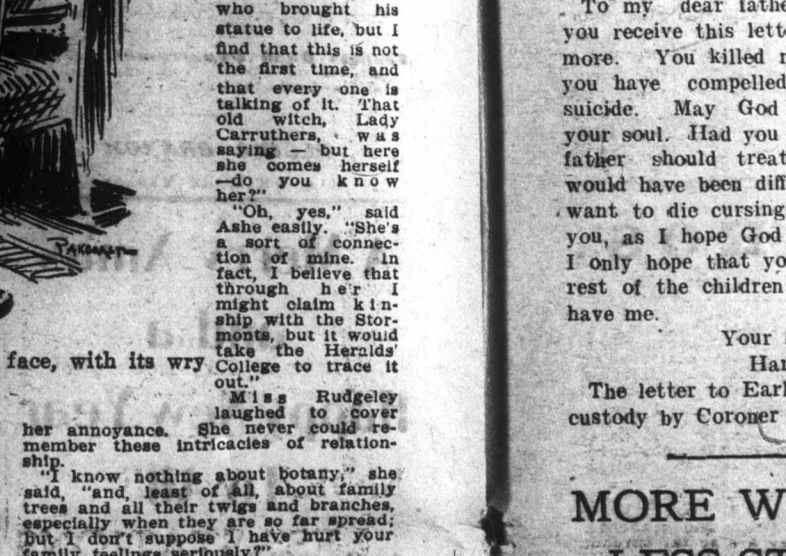 who brought his
statue to life, but I
find that this is not
the first time, and
that every one is
talking of it. That
old witch, Lady
Carruthers, was
saying — but here
she comes herself
—do you know
her?"
"Oh, yes," said
Ashe easily. "She's
a sort of connec-
tion of mine. In
fact, I believe that
through her I
might claim kin-
ship with the Stor-
monts, but it would
take the Heralds'
College to trace it
out."
Miss Rudgeley
laughed to cover
her annoyance. She never could re-
member these intricacies of relation-
ship.
"I know nothing about botany," she
said, "and, least of all, about family
trees and all their twigs and branches,
especially when they are so far spread;
but I don't suppose I have hurt your
family feelings seriously?"
face, with its wry
To my dear
you receive this
more. You killed
you have compelled
suicide. May God
your soul. Had you
father should treat
would have been
want to die cursing
you, as I hope God
I only hope that
rest of the children
have me.
Your
The letter to
custody by Coroner
MORE W